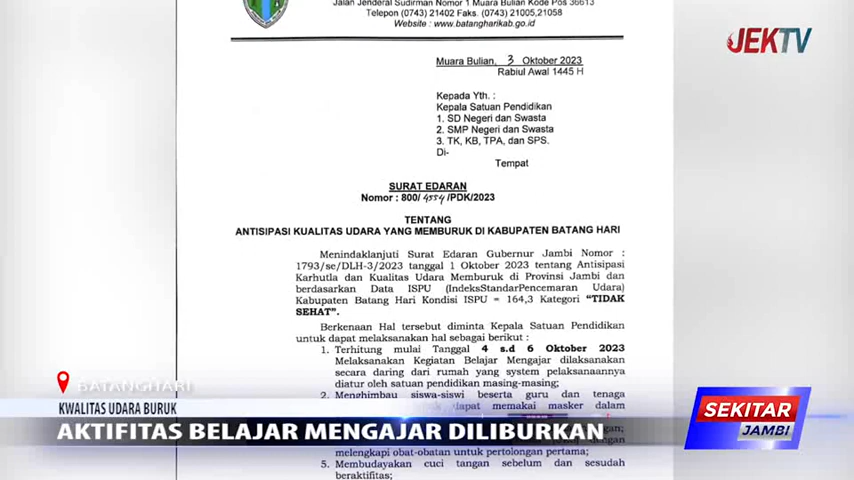 Jalan Jenderal Sudirman Nomor 1 Muara Bulian Kode Pos 36613
Telepon (0743) 21402 Faks. (0743) 21005,21058
Website : www.batangharikab.go.id
JEKTV
Muara Bulian, 3 Oktober 2023
Rabiul Awal 1445 H
Kepada Yth. :
Kepala Satuan Pendidikan
1. SD Negeri dan Swasta
2. SMP Negeri dan Swasta
3. TK, KB, TPA, dan SPS.
Di-
Tempat
SURAT EDARAN
Nomor : 800/4554/PDK/2023
TENTANG
ANTISIPASI KUALITAS UDARA YANG MEMBURUK DI KABUPATEN BATANG HARI
Menindaklanjuti Surat Edaran Gubernur Jambi Nomor :
1793/se/DLH-3/2023 tanggal 1 Oktober 2023 tentang Antisipasi
Karhutla dan Kualitas Udara Memburuk di Provinsi Jambi dan
berdasarkan Data ISPU (IndeksStandarPencemaran Udara)
Kabupaten Batang Hari Kondisi ISPU = 164,3 Kategori "TIDAK
SEHAT".
Berkenaan Hal tersebut diminta Kepala Satuan Pendidikan
untuk dapat melaksanakan hal sebagai berikut :
1. Terhitung mulai Tanggal 4 s.d 6 Oktober 2023
Melaksanakan Kegiatan Belajar Mengajar dilaksanakan
secara daring dari rumah yang system pelaksanaannya
diatur oleh satuan pendidikan masing-masing;
2. Menghimbau siswa-siswi beserta guru dan tenaga
dapat memakai masker dalam
melengkapi obat-obatan untuk pertolongan pertama;
5. Membudayakan cuci tangan sebelum dan sesudah
beraktifitas;
BATANGHARI
KWALITAS UDARA BURUK
AKTIFITAS BELAJAR MENGAJAR DILIBURKAN
SEKITAR
JAMBI